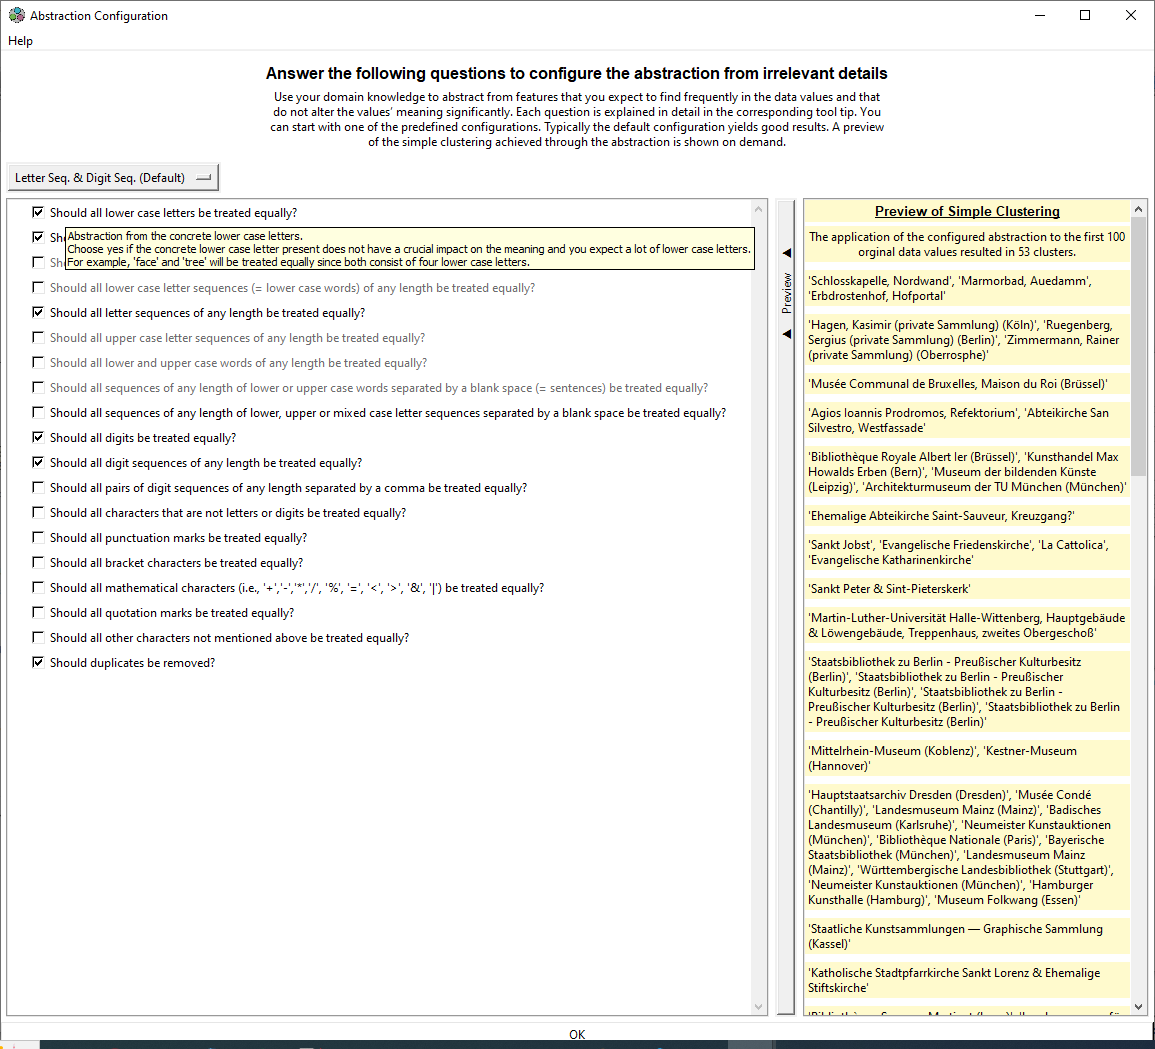 Abstraction Configuration
Help
Answer the following questions to configure the abstraction from irrelevant details
Use your domain knowledge to abstract from features that you expect to find frequently in the data values and that
do not alter the values' meaning significantly. Each question is explained in detail in the corresponding tool tip. You
can start with one of the predefined configurations. Typically the default configuration yields good results. A preview
of the simple clustering achieved through the abstraction is shown on demand.
Letter Seq. & Digit Seq. (Default)
Should all lower case letters be treated equally?
Abstraction from the concrete lower case letters.
Choose yes if the concrete lower case letter present does not have a crucial impact on the meaning and you expect a lot of lower case letters.
For example, 'face' and 'tree' will be treated equally since both consist of four lower case letters.
Should all lower case letter sequences (= lower case words) of any length be treated equally?
Should all letter sequences of any length be treated equally?
Should all upper case letter sequences of any length be treated equally?
Should all lower and upper case words of any length be treated equally?
Should all sequences of any length of lower or upper case words separated by a blank space (= sentences) be treated equally?
Should all sequences of any length of lower, upper or mixed case letter sequences separated by a blank space be treated equally?
Should all digits be treated equally?
Should all digit sequences of any length be treated equally?
Should all pairs of digit sequences of any length separated by a comma be treated equally?
Should all characters that are not letters or digits be treated equally?
Should all punctuation marks be treated equally?
Should all bracket characters be treated equally?
Should all mathematical characters (i.e., '+','-','*','/', '%', '=', '<', '>', '&', '|') be treated equally?
Should all quotation marks be treated equally?
Should all other characters not mentioned above be treated equally?
Should duplicates be removed?
Preview
Preview of Simple Clustering
The application of the configured abstraction to the first 100
orginal data values resulted in 53 clusters.
'Schlosskapelle, Nordwand', 'Marmorbad, Auedamm',
'Erbdrostenhof, Hofportal'
'Hagen, Kasimir (private Sammlung) (Köln)', 'Ruegenberg,
Sergius (private Sammlung) (Berlin)', 'Zimmermann, Rainer
(private Sammlung) (Oberrosphe)'
'Musée Communal de Bruxelles, Maison du Roi (Brüssel)'
'Agios Ioannis Prodromos, Refektorium', 'Abteikirche San
Silvestro, Westfassade'
'Bibliothèque Royale Albert Ier (Brüssel)', 'Kunsthandel Max
Howalds Erben (Bern)', 'Museum der bildenden Künste
(Leipzig)', 'Architekturmuseum der TU München (München)'
'Ehemalige Abteikirche Saint-Sauveur, Kreuzgang?'
'Sankt Jobst', 'Evangelische Friedenskirche', 'La Cattolica',
'Evangelische Katharinenkirche'
'Sankt Peter & Sint-Pieterskerk'
'Martin-Luther-Universität Halle-Wittenberg, Hauptgebäude
& Löwengebäude, Treppenhaus, zweites Obergeschoß'
'Staatsbibliothek zu Berlin - Preußischer Kulturbesitz
(Berlin)', 'Staatsbibliothek zu Berlin - Preußischer
Kulturbesitz (Berlin)', 'Staatsbibliothek zu Berlin -
Preußischer Kulturbesitz (Berlin)', 'Staatsbibliothek zu Berlin
- Preußischer Kulturbesitz (Berlin)'
'Mittelrhein-Museum (Koblenz)', 'Kestner-Museum
(Hannover)'
'Hauptstaatsarchiv Dresden (Dresden)', 'Musée Condé
(Chantilly)', 'Landesmuseum Mainz (Mainz)', 'Badisches
Landesmuseum (Karlsruhe)', 'Neumeister Kunstauktionen
(München)', 'Bibliothèque Nationale (Paris)', 'Bayerische
Staatsbibliothek (München)', 'Landesmuseum Mainz
(Mainz)', 'Württembergische Landesbibliothek (Stuttgart)',
'Neumeister Kunstauktionen (München)', 'Hamburger
Kunsthalle (Hamburg)', 'Museum Folkwang (Essen)'
'Staatliche Kunstsammlungen — Graphische Sammlung
(Kassel)'
'Katholische Stadtpfarrkirche Sankt Lorenz & Ehemalige
Stiftskirche'
OK